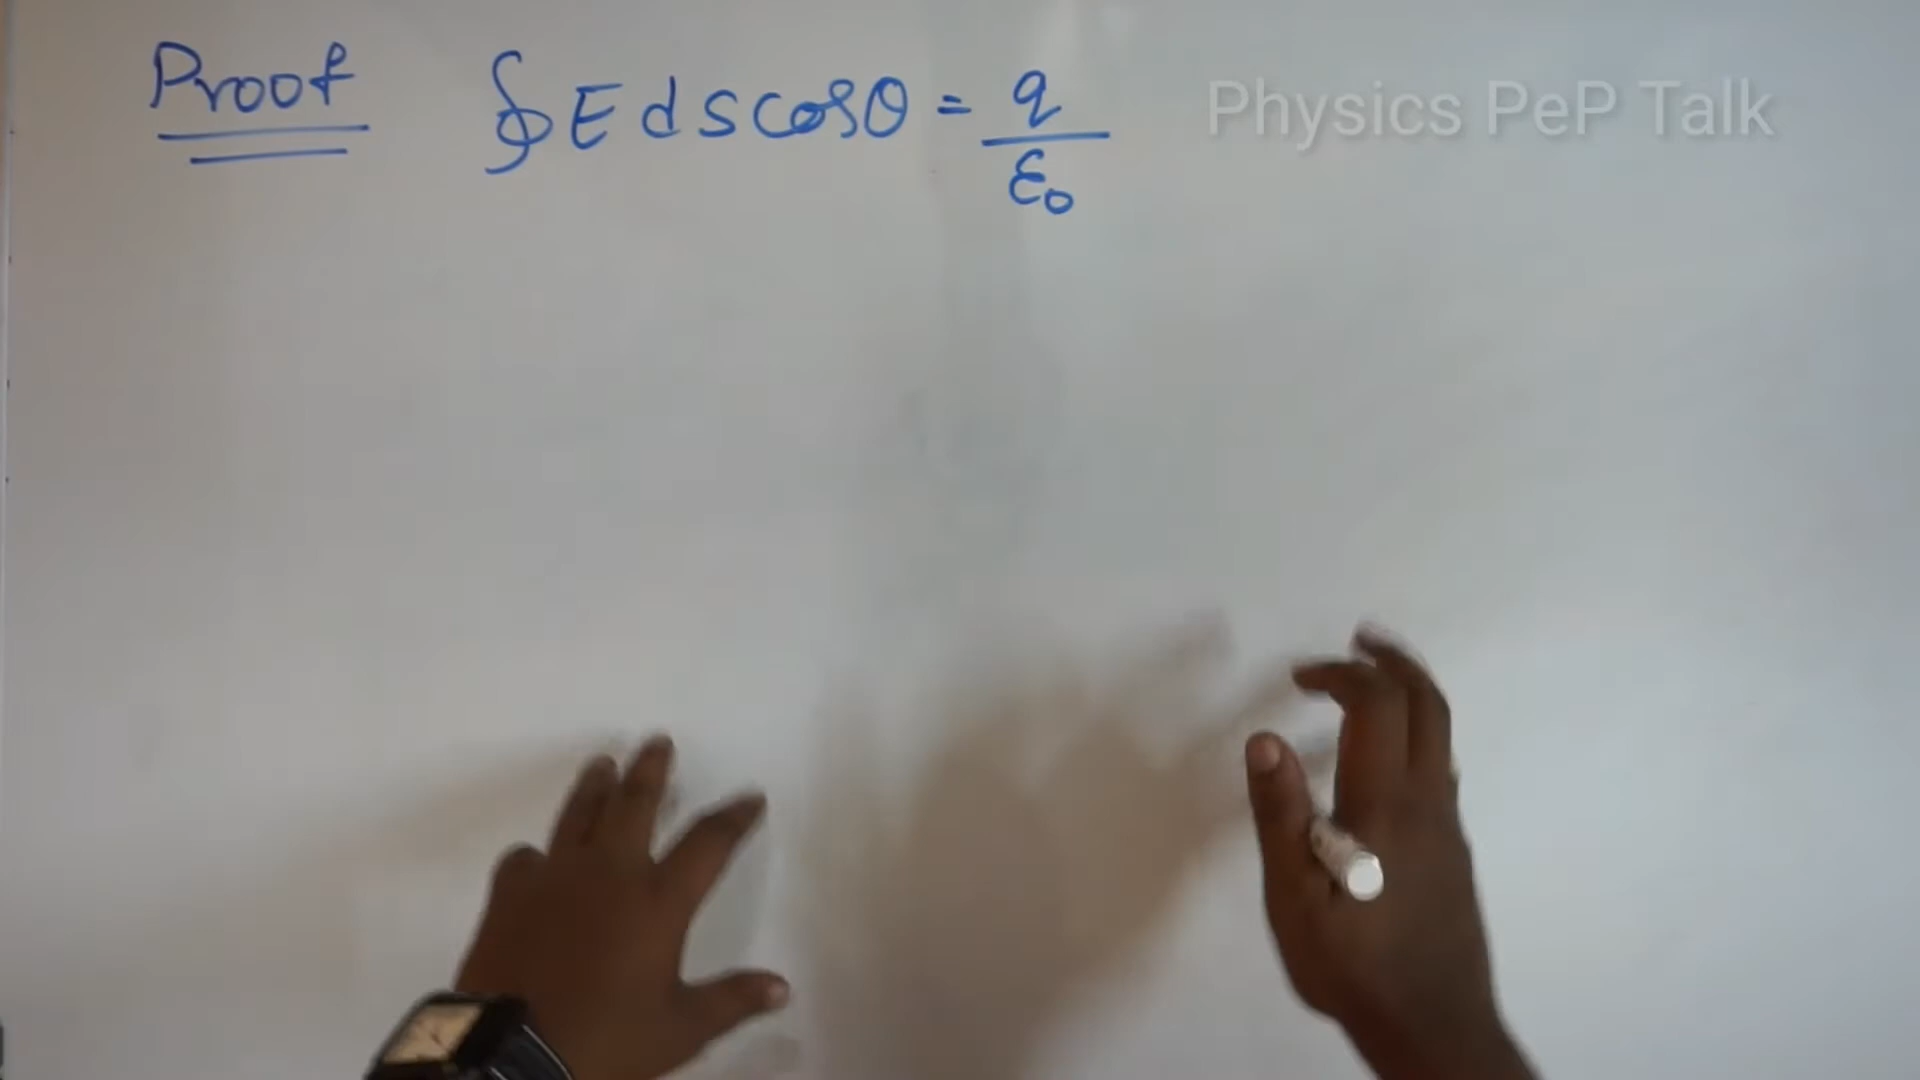 Proof ∮ E ds cosθ = q/ε₀
Physics PeP Talk